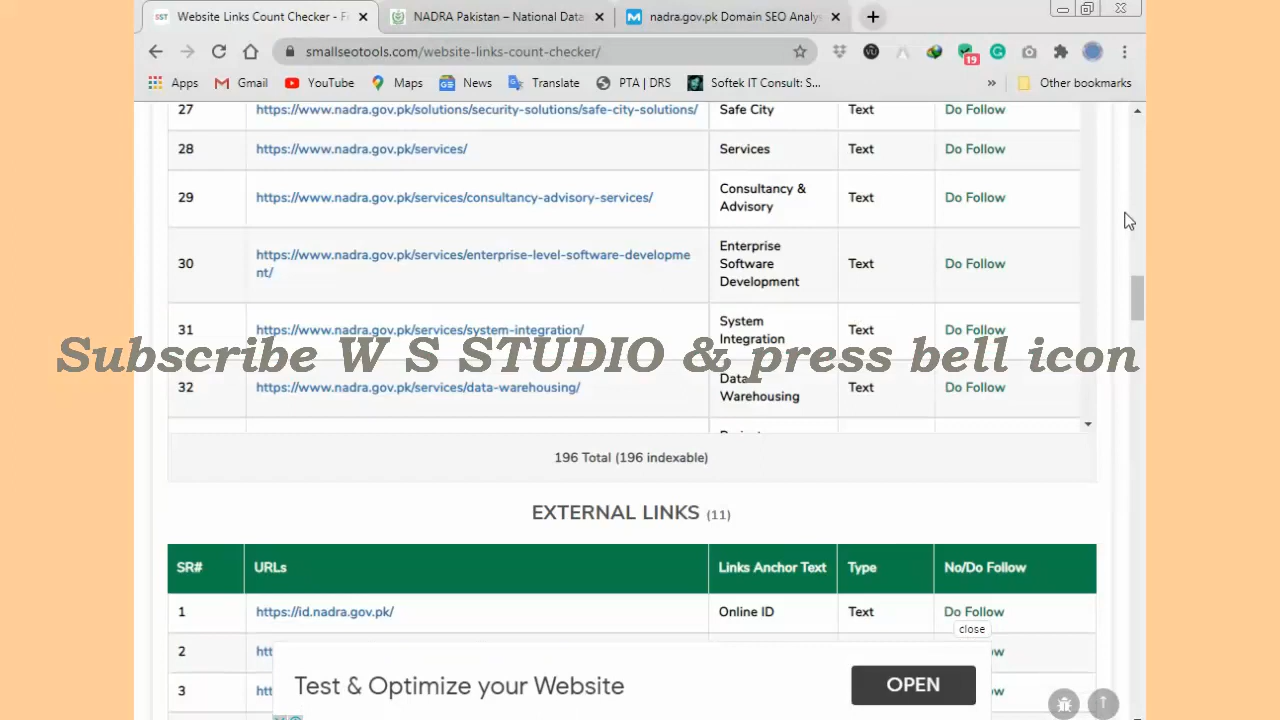 Website Links Count Checker - Fi
NADRA Pakistan – National Data
nadra.gov.pk Domain SEO Analys
smallseotools.com/website-links-count-checker/
19
Apps
Gmail
YouTube
Maps
News
Translate
PTA | DRS
Softek IT Consult: S...
»
Other bookmarks
27 https://www.nadra.gov.pk/solutions/security-solutions/safe-city-solutions/ Safe City Text Do Follow
28 https://www.nadra.gov.pk/services/ Services Text Do Follow
29 https://www.nadra.gov.pk/services/consultancy-advisory-services/ Consultancy & Text Do Follow
Advisory
30 https://www.nadra.gov.pk/services/enterprise-level-software-developme Enterprise Text Do Follow
nt/ Software
Development
31 https://www.nadra.gov.pk/services/system-integration/ System Text Do Follow
Integration
Subscribe W S STUDIO & press bell icon
32 https://www.nadra.gov.pk/services/data-warehousing/ Data Text Do Follow
Warehousing
196 Total (196 indexable)
EXTERNAL LINKS (11)
SR# URLs Links Anchor Text Type No/Do Follow
1 https://id.nadra.gov.pk/ Online ID Text Do Follow
close
2 htt ow
3 htt ow
Test & Optimize your Website
OPEN